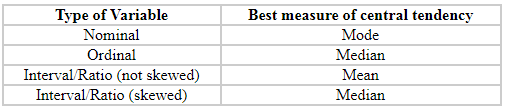 Type of Variable Best measure of central tendency
Nominal Mode
Ordinal Median
Interval/Ratio (not skewed) Mean
Interval/Ratio (skewed) Median